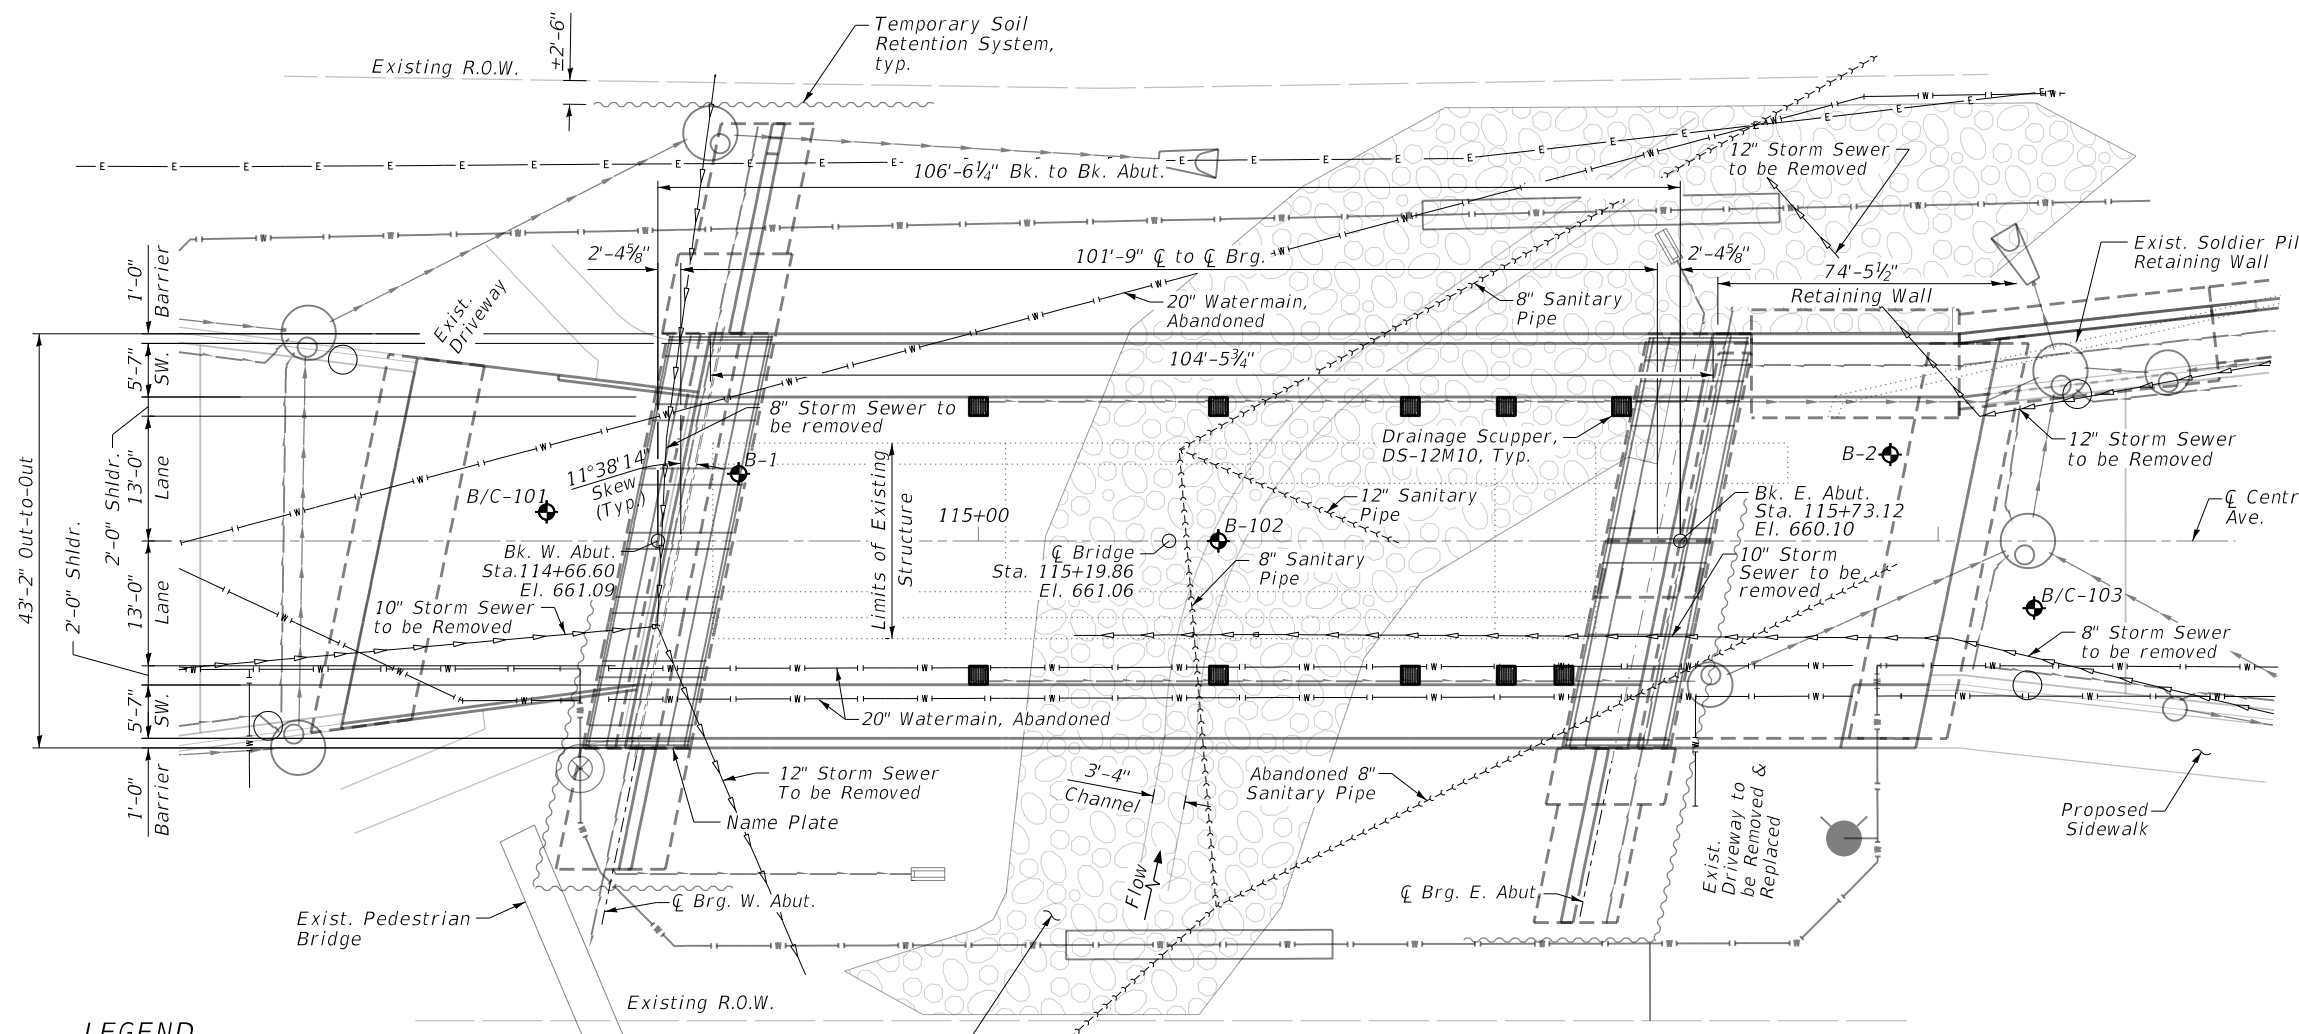 Temporary Soil
Retention System,
typ.
±2'-6"
Existing R.O.W.
12" Storm Sewer
to be Removed
106'-6¼" Bk. to Bk. Abut.
2'-4⅝"
101'-9" ℄ to ℄ Brg.
2'-4⅝"
74'-5½"
Retaining Wall
Exist. Soldier Pil
Retaining Wall
1'-0"
Barrier
Exist.
Driveway
20" Watermain,
Abandoned
8" Sanitary
Pipe
104'-5¾"
5'-7"
SW.
8" Storm Sewer to
be removed
Drainage Scupper,
DS-12M10, Typ.
12" Storm Sewer
to be Removed
2'-0" Shldr.
13'-0"
Lane
11°38'14"
Skew
(Typ.)
B-1
B-2
B/C-101
Limits of Existing
Structure
12" Sanitary
Pipe
Bk. E. Abut.
Sta. 115+73.12
El. 660.10
℄ Centr
Ave.
115+00
B-102
43'-2" Out-to-Out
2'-0" Shldr.
13'-0"
Lane
Bk. W. Abut.
Sta.114+66.60
El. 661.09
℄ Bridge
Sta. 115+19.86
El. 661.06
8" Sanitary
Pipe
10" Storm
Sewer to be
removed
10" Storm Sewer
to be Removed
B/C-103
8" Storm Sewer
to be removed
5'-7"
SW.
20" Watermain, Abandoned
1'-0"
Barrier
12" Storm Sewer
To be Removed
Name Plate
3'-4"
Channel
Abandoned 8"
Sanitary Pipe
Exist.
Driveway to
be Removed &
Replaced
Proposed
Sidewalk
Flow
℄ Brg. W. Abut.
℄ Brg. E. Abut.
Exist. Pedestrian
Bridge
Existing R.O.W.
LEGEND
E E E E E E E E E E E E E E E E E E E E E
W W W W W W W W W W W W W W W W W W W W W